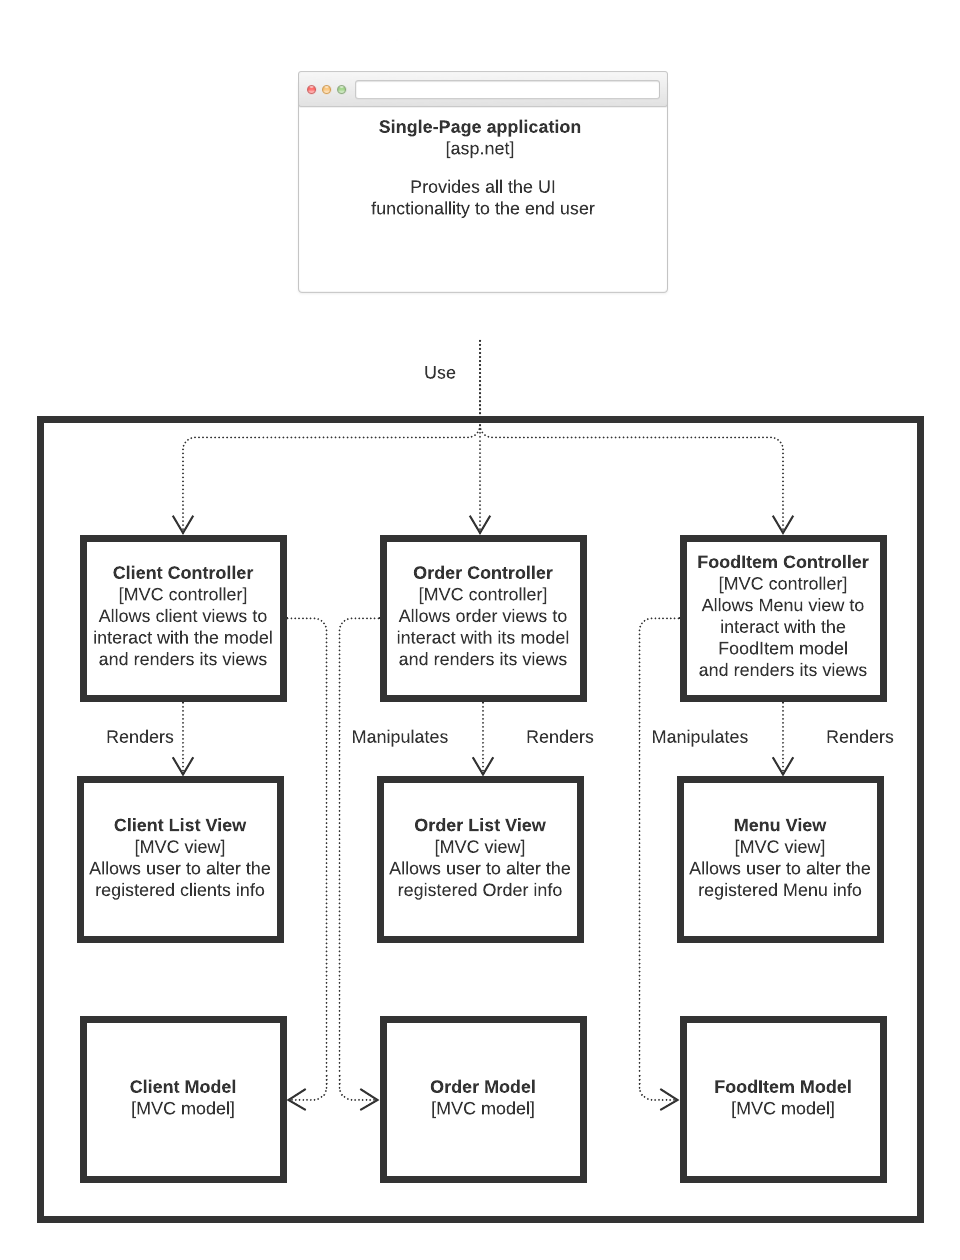 Single-Page application
[asp.net]
Provides all the UI
functionallity to the end user
Use
Client Controller
[MVC controller]
Allows client views to
interact with the model
and renders its views
Order Controller
[MVC controller]
Allows order views to
interact with its model
and renders its views
FoodItem Controller
[MVC controller]
Allows Menu view to
interact with the
FoodItem model
and renders its views
Renders
Manipulates
Renders
Manipulates
Renders
Client List View
[MVC view]
Allows user to alter the
registered clients info
Order List View
[MVC view]
Allows user to alter the
registered Order info
Menu View
[MVC view]
Allows user to alter the
registered Menu info
Client Model
[MVC model]
Order Model
[MVC model]
FoodItem Model
[MVC model]